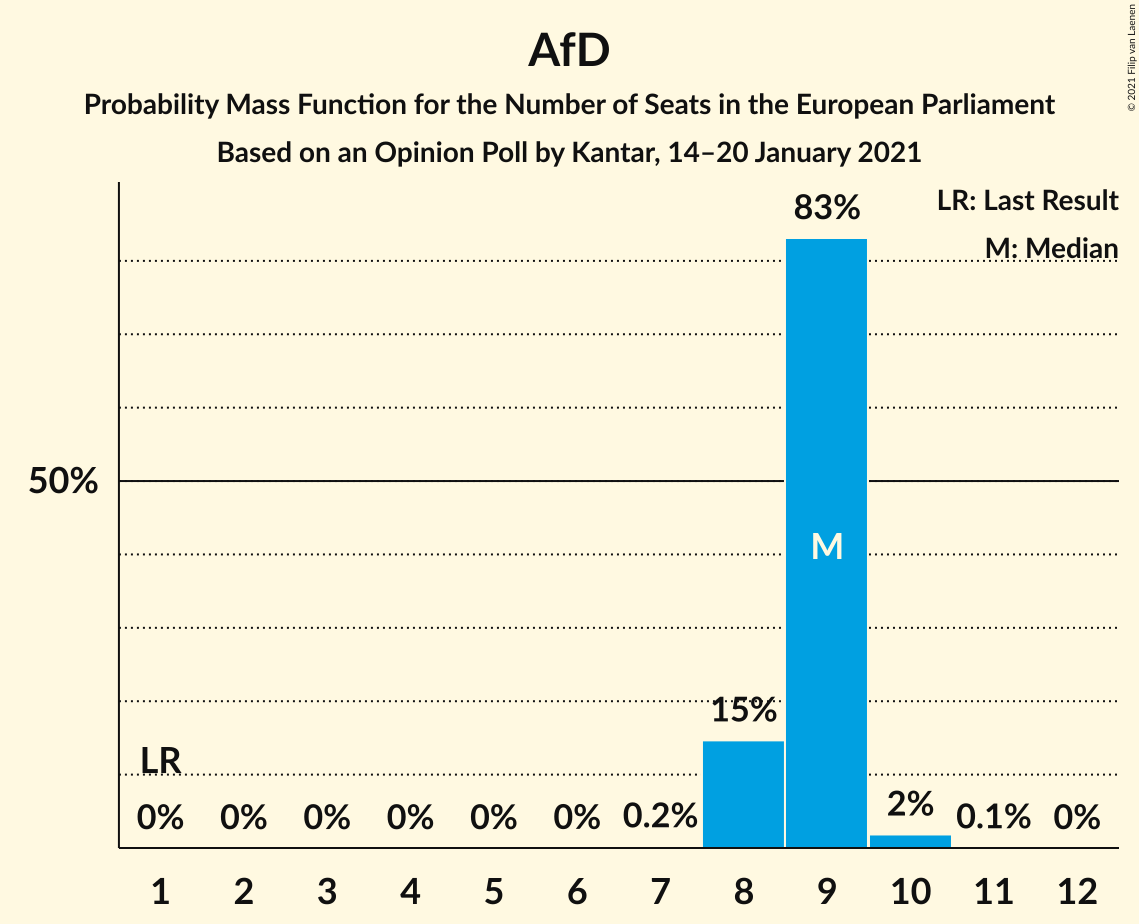 AfD
Probability Mass Function for the Number of Seats in the European Parliament
Based on an Opinion Poll by Kantar, 14–20 January 2021
© 2021 Filip van Laenen
LR: Last Result
M: Median
83%
50%
M
15%
LR
0% 0% 0% 0% 0% 0% 0.2% 2% 0.1% 0%
1 2 3 4 5 6 7 8 9 10 11 12